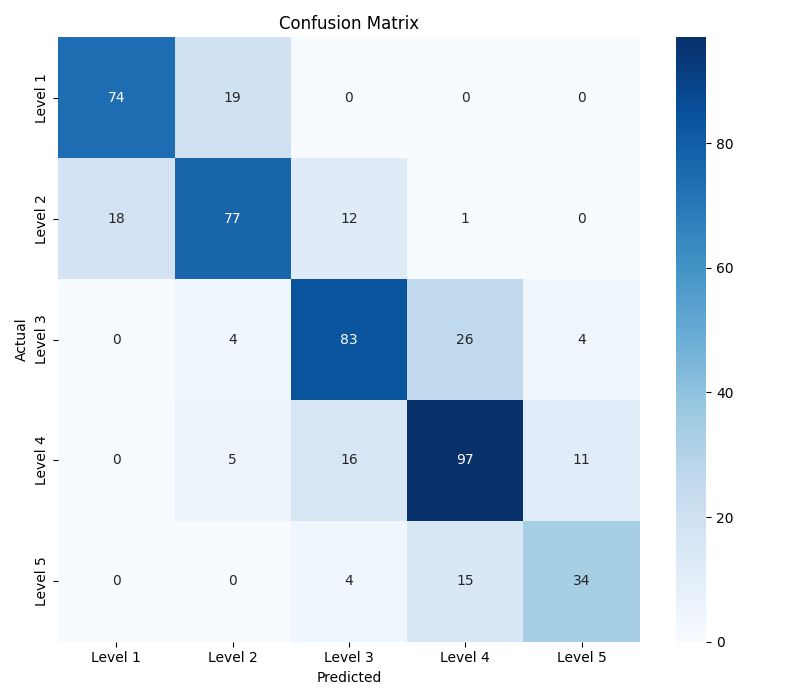 Confusion Matrix
Actual
Level 1
74 19 0 0 0
Level 2
18 77 12 1 0
Level 3
0 4 83 26 4
Level 4
0 5 16 97 11
Level 5
0 0 4 15 34
Level 1 Level 2 Level 3 Level 4 Level 5
Predicted
80
60
40
20
0